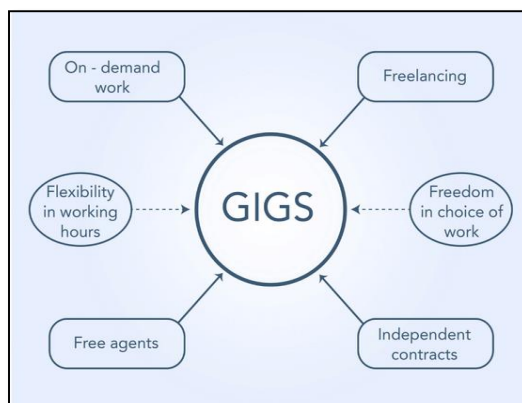 On - demand
work
Freelancing
Flexibility
in working
hours
GIGS
Freedom
in choice of
work
Free agents
Independent
contracts